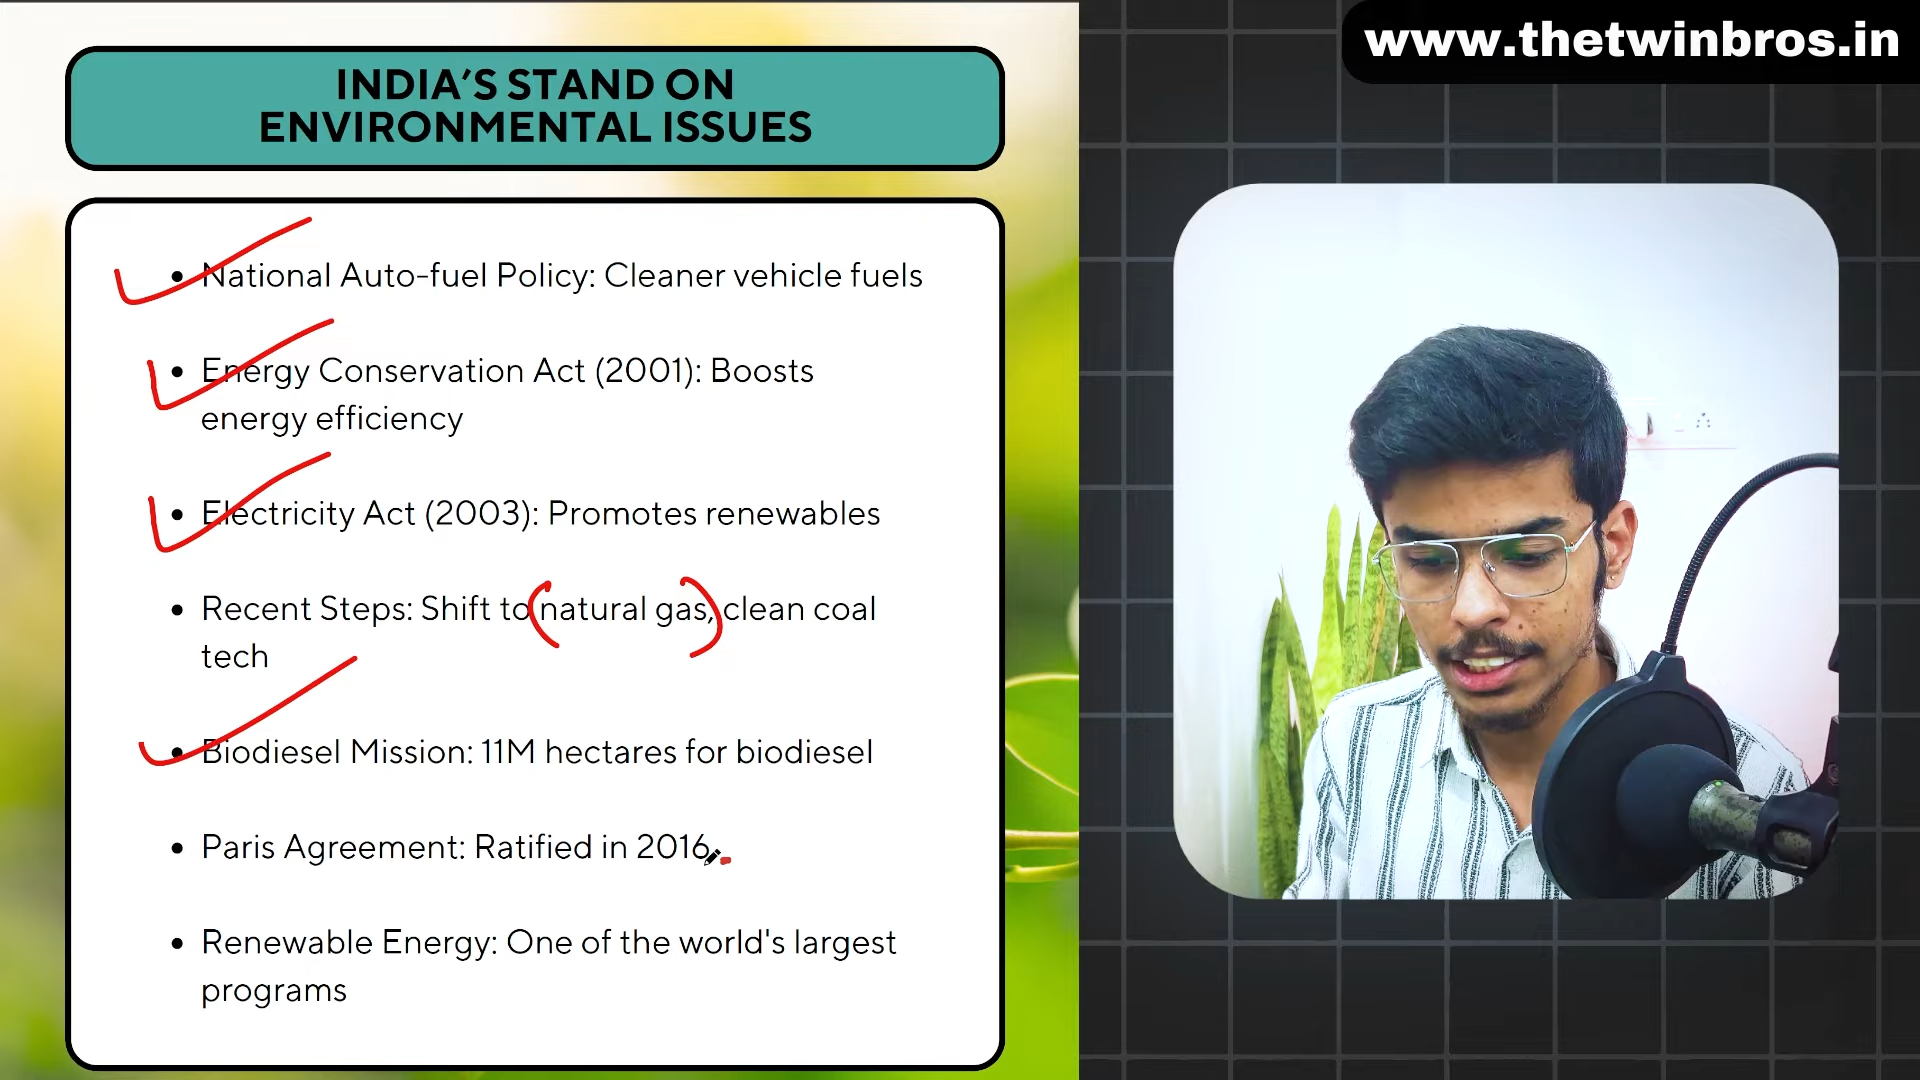 www.thetwinbros.in
INDIA'S STAND ON
ENVIRONMENTAL ISSUES
• National Auto-fuel Policy: Cleaner vehicle fuels
• Energy Conservation Act (2001): Boosts
energy efficiency
• Electricity Act (2003): Promotes renewables
• Recent Steps: Shift to natural gas, clean coal
tech
• Biodiesel Mission: 11M hectares for biodiesel
• Paris Agreement: Ratified in 2016
• Renewable Energy: One of the world's largest
programs